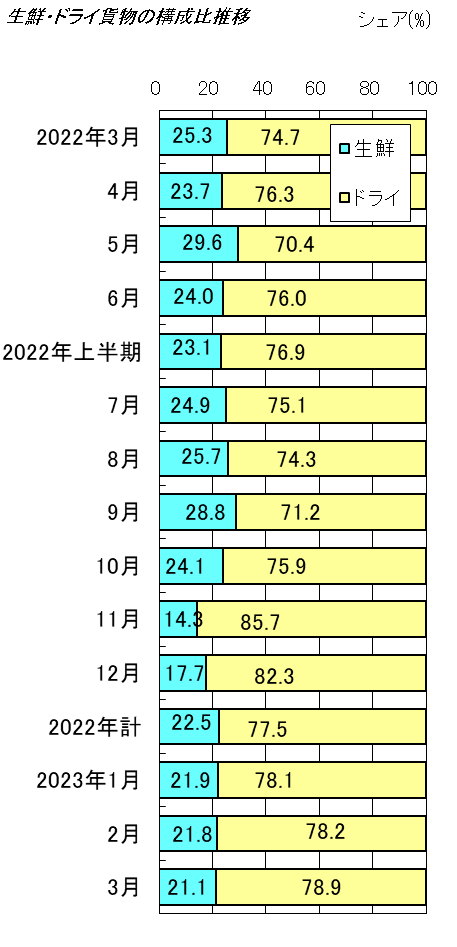 生鮮・ドライ貨物の構成比推移
シェア(%)
0 20 40 60 80 100
2022年3月 25.3 74.7
生鮮
4月 23.7 76.3
ドライ
5月 29.6 70.4
6月 24.0 76.0
2022年上半期 23.1 76.9
7月 24.9 75.1
8月 25.7 74.3
9月 28.8 71.2
10月 24.1 75.9
11月 14.3 85.7
12月 17.7 82.3
2022年計 22.5 77.5
2023年1月 21.9 78.1
2月 21.8 78.2
3月 21.1 78.9